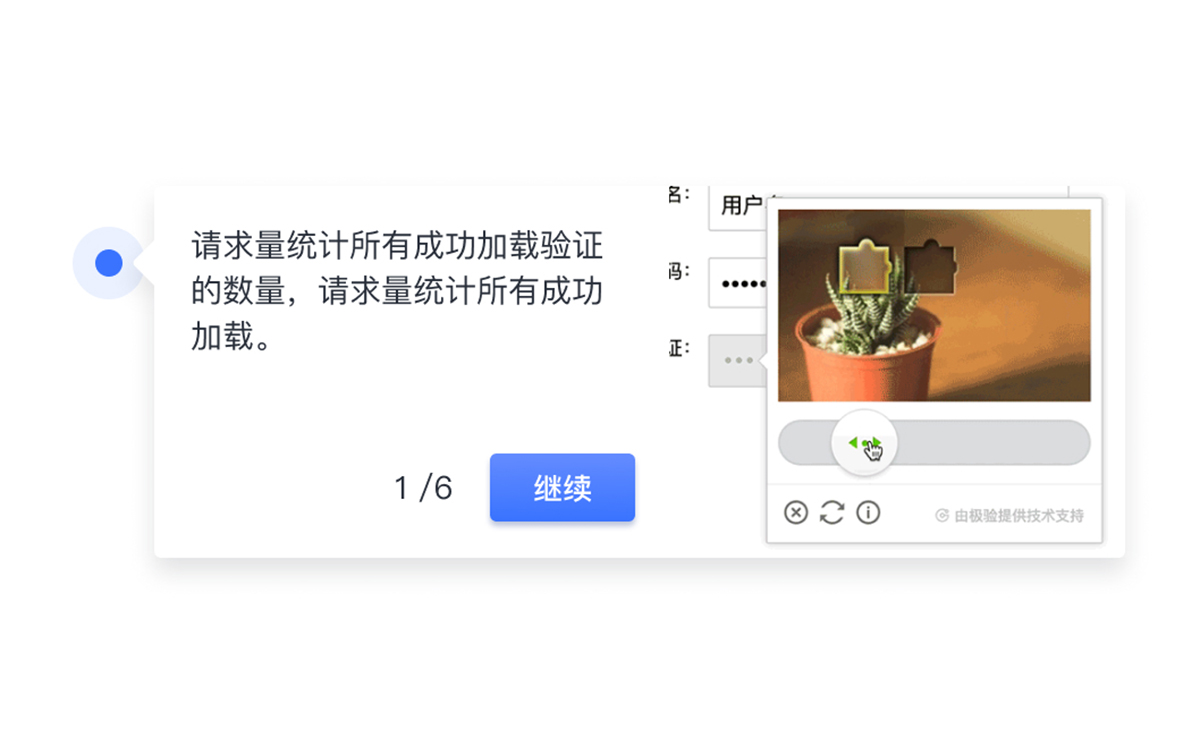 请求量统计所有成功加载验证
的数量，请求量统计所有成功
加载。
1 /6
继续
名：
用户
码：
•••••
证：
由极验提供技术支持